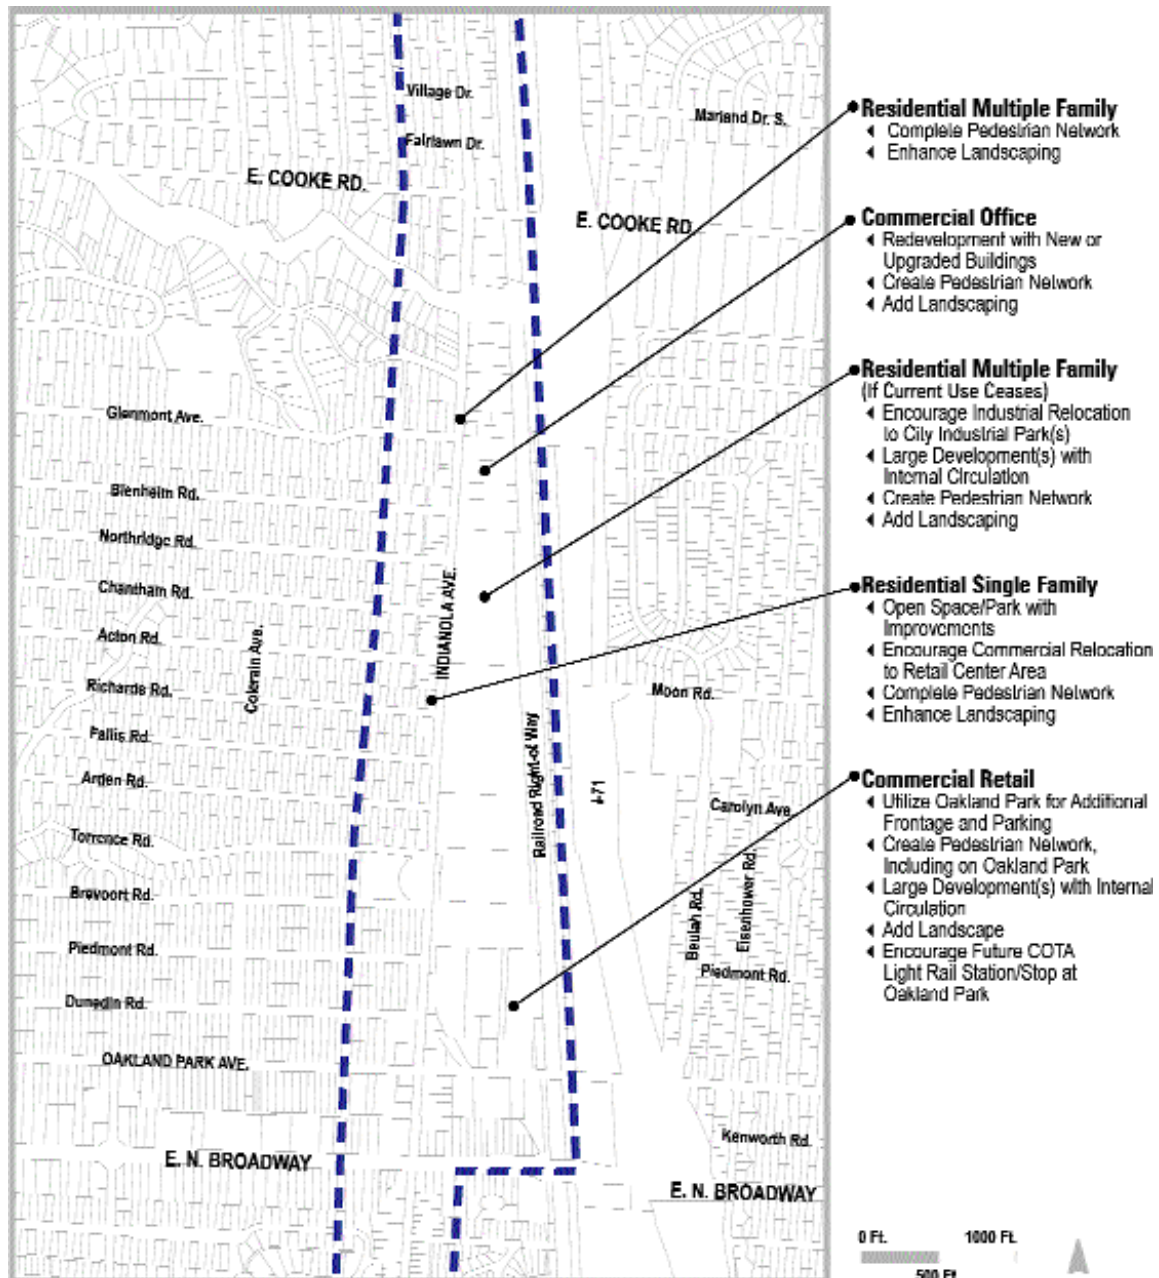 Village Dr.
Fairlawn Dr.
E. COOKE RD.
Marland Dr. S.
E. COOKE RD
Glenmont Ave.
Blenheim Rd.
Northridge Rd.
Chantham Rd.
Acton Rd.
Richards Rd.
Fallis Rd.
Arden Rd.
Torrence Rd.
Brevoort Rd.
Piedmont Rd.
Dunedin Rd.
OAKLAND PARK AVE.
E. N. BROADWAY
Colerain Ave.
INDIANOLA AVE.
Railroad Right-of Way
I-71
Moon Rd.
Carolyn Ave
Beulah Rd.
Eisenhower Rd.
Piedmont Rd.
Kenworth Rd.
E. N. BROADWAY
Residential Multiple Family
Complete Pedestrian Network
Enhance Landscaping
Commercial Office
Redevelopment with New or
Upgraded Buildings
Create Pedestrian Network
Add Landscaping
Residential Multiple Family
(If Current Use Ceases)
Encourage Industrial Relocation
to City Industrial Park(s)
Large Development(s) with
Internal Circulation
Create Pedestrian Network
Add Landscaping
Residential Single Family
Open Space/Park with
Improvements
Encourage Commercial Relocation
to Retail Center Area
Complete Pedestrian Network
Enhance Landscaping
Commercial Retail
Utilize Oakland Park for Additional
Frontage and Parking
Create Pedestrian Network,
Including on Oakland Park
Large Development(s) with Internal
Circulation
Add Landscape
Encourage Future COTA
Light Rail Station/Stop at
Oakland Park
0 Ft. 1000 Ft.
500 Ft